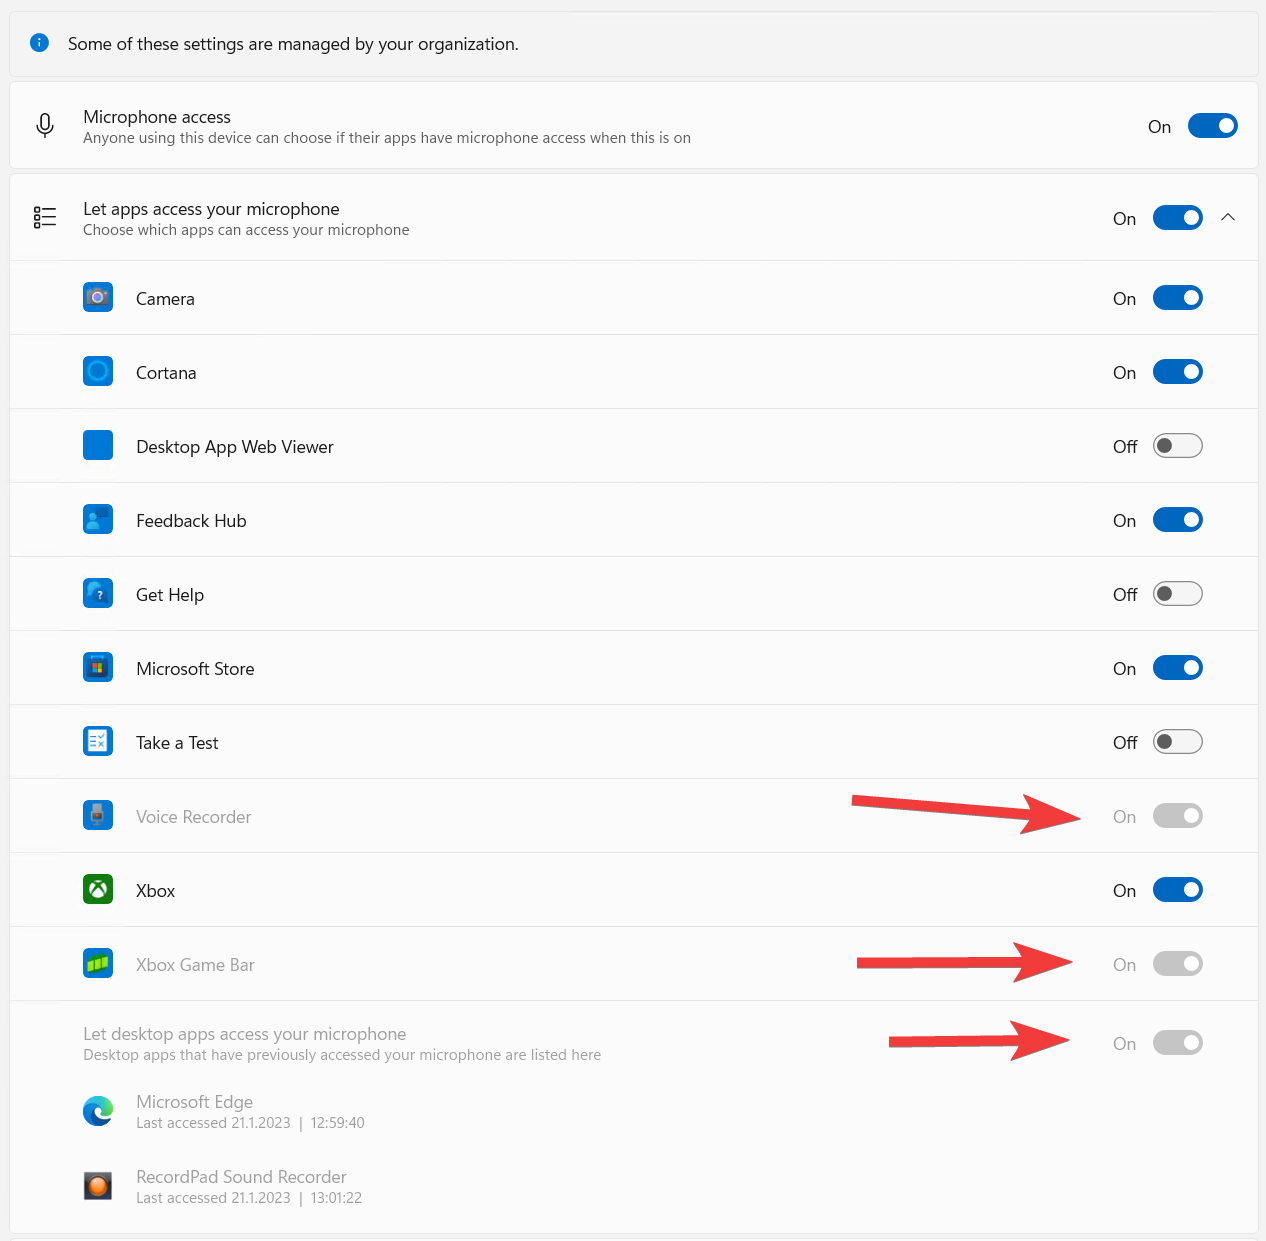 Some of these settings are managed by your organization.
Microphone access
Anyone using this device can choose if their apps have microphone access when this is on
On
Let apps access your microphone
Choose which apps can access your microphone
On
Camera
On
Cortana
On
Desktop App Web Viewer
Off
Feedback Hub
On
Get Help
Off
Microsoft Store
On
Take a Test
Off
Voice Recorder
On
Xbox
On
Xbox Game Bar
On
Let desktop apps access your microphone
Desktop apps that have previously accessed your microphone are listed here
On
Microsoft Edge
Last accessed 21.1.2023 | 12:59:40
RecordPad Sound Recorder
Last accessed 21.1.2023 | 13:01:22